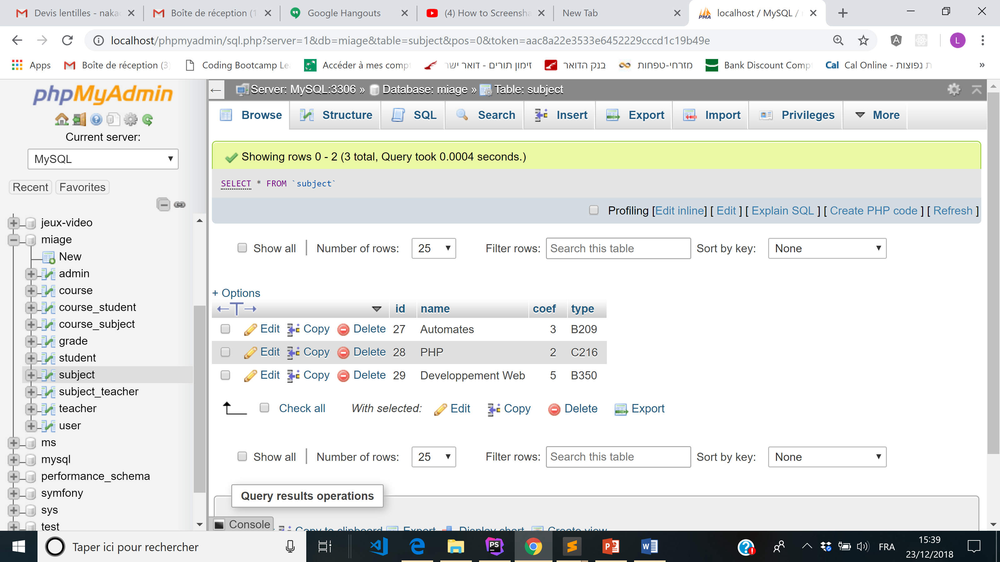 Devis lentilles - naka
Boîte de réception (1
Google Hangouts
(4) How to Screensha
New Tab
localhost / MySQL /
localhost/phpmyadmin/sql.php?server=1&db=miage&table=subject&pos=0&token=aac8a22e3533e6452229cccd1c19b49e
L
Apps
Boîte de réception (3)
Coding Bootcamp Le
Accéder à mes compt
זימון תורים - דואר ישר
בנק הדואר
מזרחי-טפחות
Bank Discount Comp
Cal Cal Online - ת נפוצות
»
phpMyAdmin
Current server:
MySQL
Recent Favorites
jeux-video
miage
New
admin
course
course_student
course_subject
grade
student
subject
subject_teacher
teacher
user
ms
mysql
performance_schema
symfony
sys
test
Server: MySQL:3306 » Database: miage » Table: subject
Browse Structure SQL Search Insert Export Import Privileges More
Showing rows 0 - 2 (3 total, Query took 0.0004 seconds.)
SELECT * FROM `subject`
Profiling [Edit inline] [ Edit ] [ Explain SQL ] [ Create PHP code ] [ Refresh ]
Show all | Number of rows: 25 Filter rows: Search this table Sort by key: None
+ Options
←T→ id name coef type
Edit Copy Delete 27 Automates 3 B209
Edit Copy Delete 28 PHP 2 C216
Edit Copy Delete 29 Developpement Web 5 B350
Check all With selected: Edit Copy Delete Export
Show all | Number of rows: 25 Filter rows: Search this table Sort by key: None
Query results operations
Console
Copy to clipboard Export Display chart Create view
Taper ici pour rechercher
PS
FRA
15:39
23/12/2018